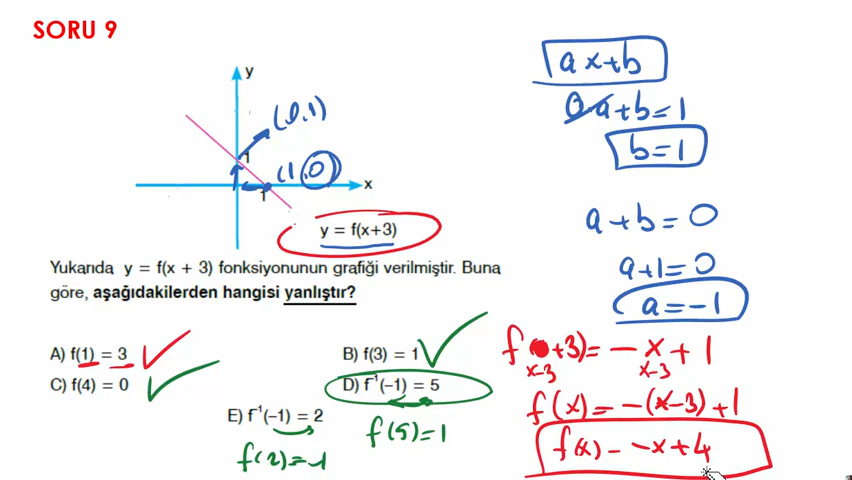 SORU 9
y
(0,1)
1
(1,0)
x
1
y = f(x+3)
Yukarıda y = f(x + 3) fonksiyonunun grafiği verilmiştir. Buna
göre, aşağıdakilerden hangisi yanlıştır?
A) f(1) = 3
B) f(3) = 1
C) f(4) = 0
D) f⁻¹(−1) = 5
E) f⁻¹(−1) = 2
f(5)=1
f(2)=-1
ax+b
0·a+b=1
b=1
a+b=0
a+1=0
a=-1
f( +3)= -x+1
x-3 x-3
f(x)= -(x-3)+1
f(x) - -x+4